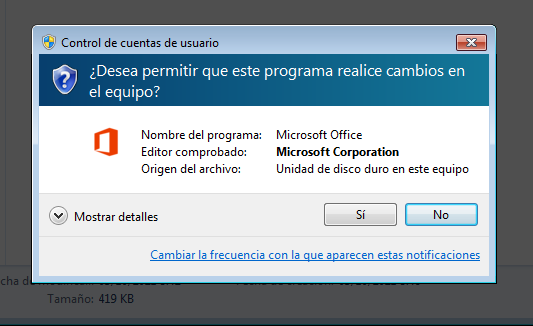 Control de cuentas de usuario
¿Desea permitir que este programa realice cambios en
el equipo?
Nombre del programa: Microsoft Office
Editor comprobado: Microsoft Corporation
Origen del archivo: Unidad de disco duro en este equipo
Mostrar detalles
Sí
No
Cambiar la frecuencia con la que aparecen estas notificaciones
Tamaño: 419 KB